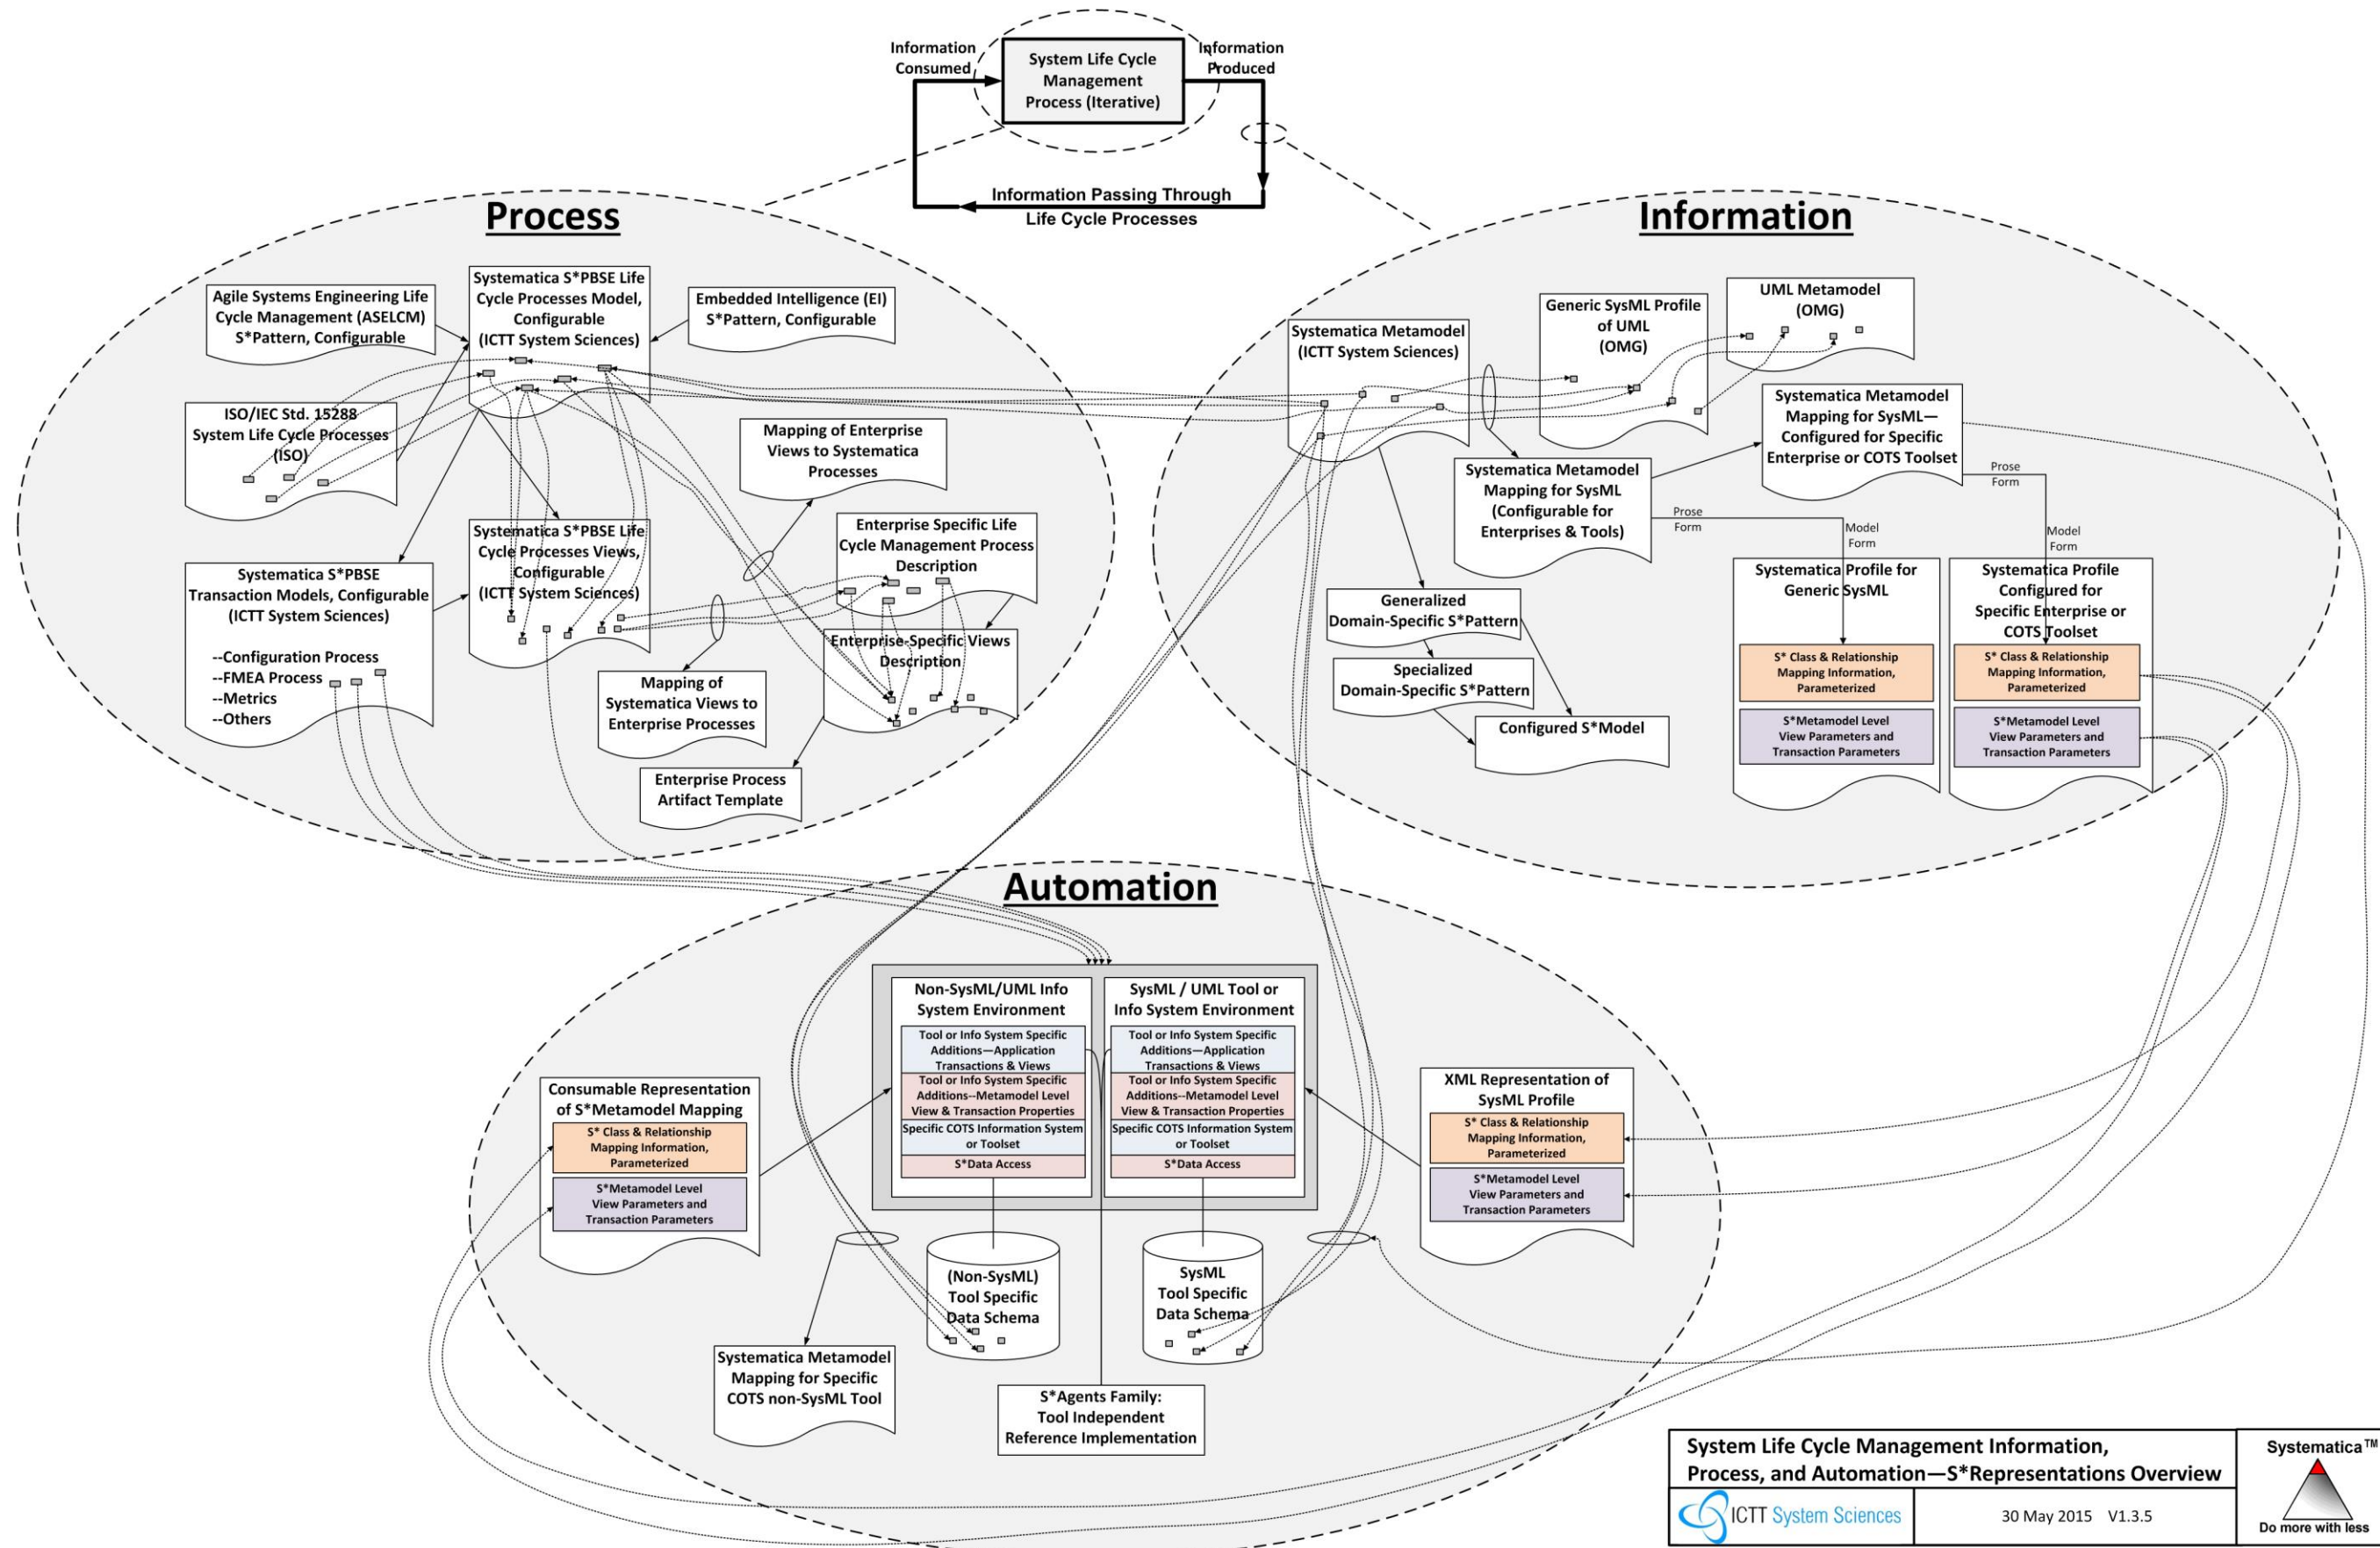 Information
Consumed
System Life Cycle
Management
Process (Iterative)
Information
Produced
Information Passing Through
Life Cycle Processes
Process
Agile Systems Engineering Life
Cycle Management (ASELCM)
S*Pattern, Configurable
Systematica S*PBSE Life
Cycle Processes Model,
Configurable
(ICTT System Sciences)
Embedded Intelligence (EI)
S*Pattern, Configurable
ISO/IEC Std. 15288
System Life Cycle Processes
(ISO)
Mapping of Enterprise
Views to Systematica
Processes
Systematica S*PBSE
Transaction Models, Configurable
(ICTT System Sciences)
--Configuration Process
--FMEA Process
--Metrics
--Others
Systematica S*PBSE Life
Cycle Processes Views,
Configurable
(ICTT System Sciences)
Enterprise Specific Life
Cycle Management Process
Description
Enterprise-Specific Views
Description
Mapping of
Systematica Views to
Enterprise Processes
Enterprise Process
Artifact Template
Information
Systematica Metamodel
(ICTT System Sciences)
Generic SysML Profile
of UML
(OMG)
UML Metamodel
(OMG)
Systematica Metamodel
Mapping for SysML—
Configured for Specific
Enterprise or COTS Toolset
Systematica Metamodel
Mapping for SysML
(Configurable for
Enterprises & Tools)
Prose
Form
Prose
Form
Model
Form
Model
Form
Generalized
Domain-Specific S*Pattern
Specialized
Domain-Specific S*Pattern
Configured S*Model
Systematica Profile for
Generic SysML
S* Class & Relationship
Mapping Information,
Parameterized
S*Metamodel Level
View Parameters and
Transaction Parameters
Systematica Profile
Configured for
Specific Enterprise or
COTS Toolset
S* Class & Relationship
Mapping Information,
Parameterized
S*Metamodel Level
View Parameters and
Transaction Parameters
Automation
Non-SysML/UML Info
System Environment
Tool or Info System Specific
Additions—Application
Transactions & Views
Tool or Info System Specific
Additions--Metamodel Level
View & Transaction Properties
Specific COTS Information System
or Toolset
S*Data Access
SysML / UML Tool or
Info System Environment
Tool or Info System Specific
Additions—Application
Transactions & Views
Tool or Info System Specific
Additions--Metamodel Level
View & Transaction Properties
Specific COTS Information System
or Toolset
S*Data Access
Consumable Representation
of S*Metamodel Mapping
S* Class & Relationship
Mapping Information,
Parameterized
S*Metamodel Level
View Parameters and
Transaction Parameters
XML Representation of
SysML Profile
S* Class & Relationship
Mapping Information,
Parameterized
S*Metamodel Level
View Parameters and
Transaction Parameters
(Non-SysML)
Tool Specific
Data Schema
SysML
Tool Specific
Data Schema
Systematica Metamodel
Mapping for Specific
COTS non-SysML Tool
S*Agents Family:
Tool Independent
Reference Implementation
System Life Cycle Management Information,
Process, and Automation—S*Representations Overview
ICTT System Sciences
30 May 2015 V1.3.5
Systematica™
Do more with less